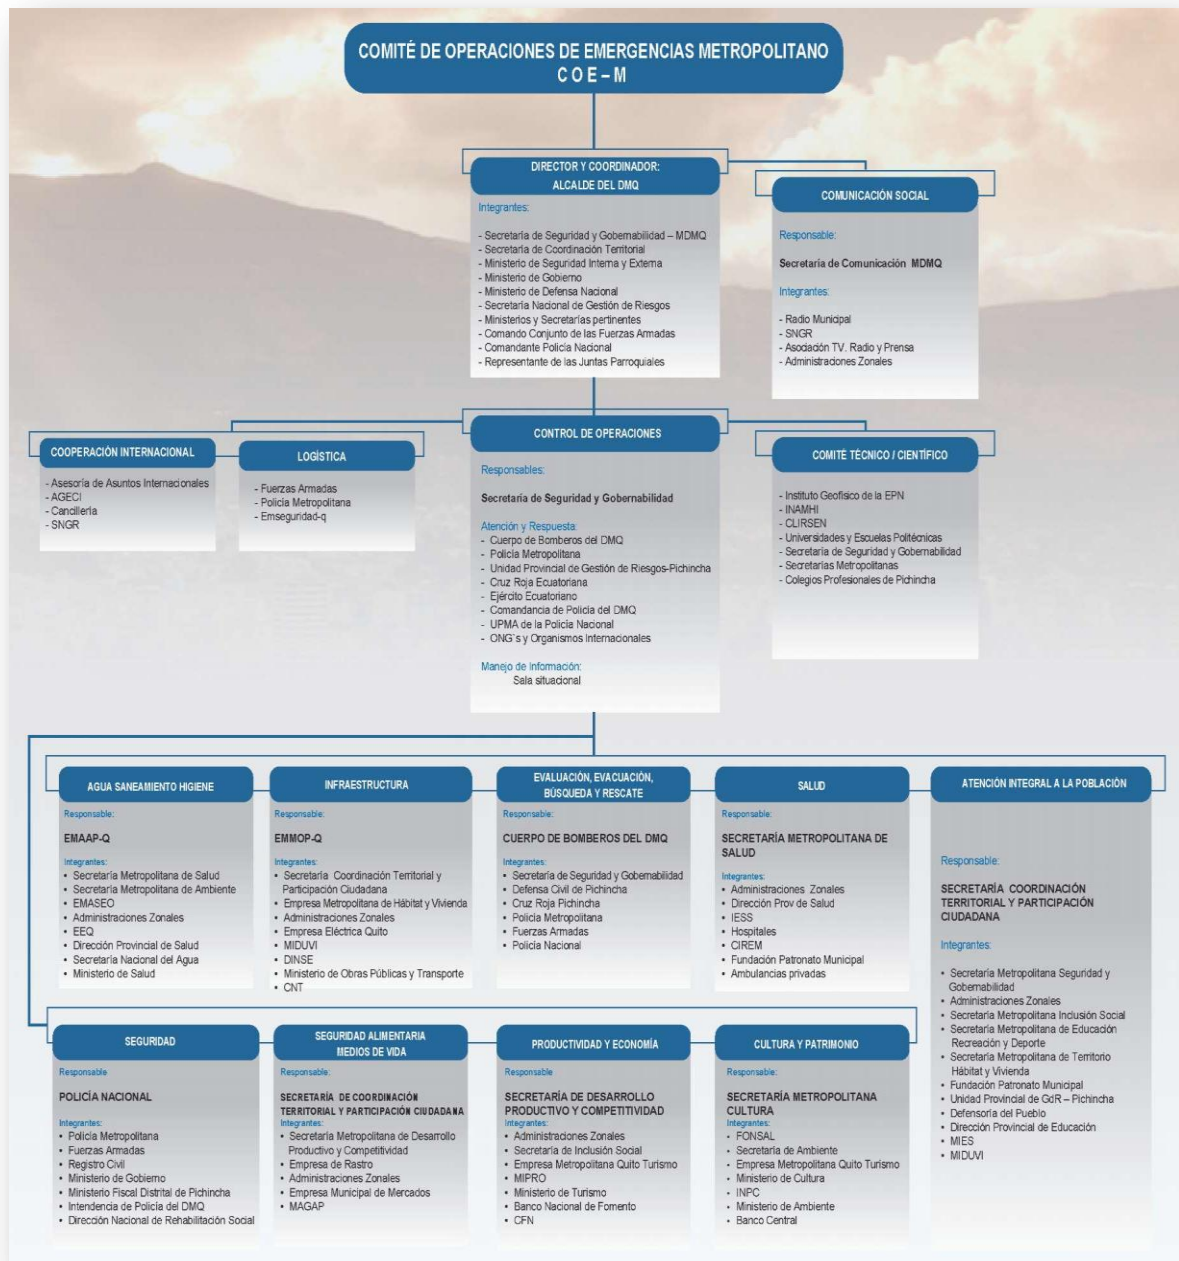 COMITÉ DE OPERACIONES DE EMERGENCIAS METROPOLITANO
C O E – M
DIRECTOR Y COORDINADOR:
ALCALDE DEL DMQ
Integrantes:
- Secretaría de Seguridad y Gobernabilidad – MDMQ
- Secretaría de Coordinación Territorial
- Ministerio de Seguridad Interna y Externa
- Ministerio de Gobierno
- Ministerio de Defensa Nacional
- Secretaría Nacional de Gestión de Riesgos
- Ministerios y Secretarías pertinentes
- Comando Conjunto de las Fuerzas Armadas
- Comandante Policía Nacional
- Representante de las Juntas Parroquiales
COMUNICACIÓN SOCIAL
Responsable:
Secretaría de Comunicación MDMQ
Integrantes:
- Radio Municipal
- SNGR
- Asociación TV. Radio y Prensa
- Administraciones Zonales
COOPERACIÓN INTERNACIONAL
- Asesoría de Asuntos Internacionales
- AGECI
- Cancillería
- SNGR
LOGÍSTICA
- Fuerzas Armadas
- Policía Metropolitana
- Emseguridad-q
CONTROL DE OPERACIONES
Responsables:
Secretaría de Seguridad y Gobernabilidad
Atención y Respuesta:
- Cuerpo de Bomberos del DMQ
- Policía Metropolitana
- Unidad Provincial de Gestión de Riesgos-Pichincha
- Cruz Roja Ecuatoriana
- Ejército Ecuatoriano
- Comandancia de Policía del DMQ
- UPMA de la Policía Nacional
- ONG`s y Organismos Internacionales
Manejo de Información:
Sala situacional
COMITÉ TÉCNICO / CIENTÍFICO
- Instituto Geofísico de la EPN
- INAMHI
- CLIRSEN
- Universidades y Escuelas Politécnicas
- Secretaría de Seguridad y Gobernabilidad
- Secretarías Metropolitanas
- Colegios Profesionales de Pichincha
AGUA SANEAMIENTO HIGIENE
Responsable:
EMAAP-Q
Integrantes:
• Secretaría Metropolitana de Salud
• Secretaría Metropolitana de Ambiente
• EMASEO
• Administraciones Zonales
• EEQ
• Dirección Provincial de Salud
• Secretaría Nacional del Agua
• Ministerio de Salud
INFRAESTRUCTURA
Responsable:
EMMOP-Q
Integrantes:
• Secretaría Coordinación Territorial y
Participación Ciudadana
• Empresa Metropolitana de Hábitat y Vivienda
• Administraciones Zonales
• Empresa Eléctrica Quito
• MIDUVI
• DINSE
• Ministerio de Obras Públicas y Transporte
• CNT
EVALUACIÓN, EVACUACIÓN,
BÚSQUEDA Y RESCATE
Responsable:
CUERPO DE BOMBEROS DEL DMQ
Integrantes:
• Secretaría de Seguridad y Gobernabilidad
• Defensa Civil de Pichincha
• Cruz Roja Pichincha
• Policía Metropolitana
• Fuerzas Armadas
• Policía Nacional
SALUD
Responsable:
SECRETARÍA METROPOLITANA DE
SALUD
Integrantes:
• Administraciones Zonales
• Dirección Prov de Salud
• IESS
• Hospitales
• CIREM
• Fundación Patronato Municipal
• Ambulancias privadas
ATENCIÓN INTEGRAL A LA POBLACIÓN
Responsable:
SECRETARÍA COORDINACIÓN
TERRITORIAL Y PARTICIPACIÓN
CIUDADANA
Integrantes:
• Secretaría Metropolitana Seguridad y
Gobernabilidad
• Administraciones Zonales
• Secretaría Metropolitana Inclusión Social
• Secretaría Metropolitana de Educación
Recreación y Deporte
• Secretaría Metropolitana de Territorio
Hábitat y Vivienda
• Fundación Patronato Municipal
• Unidad Provincial de GdR – Pichincha
• Defensoría del Pueblo
• Dirección Provincial de Educación
• MIES
• MIDUVI
SEGURIDAD
Responsable
POLICÍA NACIONAL
Integrantes:
• Policía Metropolitana
• Fuerzas Armadas
• Registro Civil
• Ministerio de Gobierno
• Ministerio Fiscal Distrital de Pichincha
• Intendencia de Policía del DMQ
• Dirección Nacional de Rehabilitación Social
SEGURIDAD ALIMENTARIA
MEDIOS DE VIDA
Responsable:
SECRETARÍA DE COORDINACIÓN
TERRITORIAL Y PARTICIPACIÓN CIUDADANA
Integrantes:
• Secretaría Metropolitana de Desarrollo
Productivo y Competitividad
• Empresa de Rastro
• Administraciones Zonales
• Empresa Municipal de Mercados
• MAGAP
PRODUCTIVIDAD Y ECONOMÍA
Responsable
SECRETARÍA DE DESARROLLO
PRODUCTIVO Y COMPETITIVIDAD
Integrantes:
• Administraciones Zonales
• Secretaría de Inclusión Social
• Empresa Metropolitana Quito Turismo
• MIPRO
• Ministerio de Turismo
• Banco Nacional de Fomento
• CFN
CULTURA Y PATRIMONIO
Responsable:
SECRETARÍA METROPOLITANA
CULTURA
Integrantes:
- FONSAL
- Secretaría de Ambiente
- Empresa Metropolitana Quito Turismo
• Ministerio de Cultura
- INPC
• Ministerio de Ambiente
• Banco Central